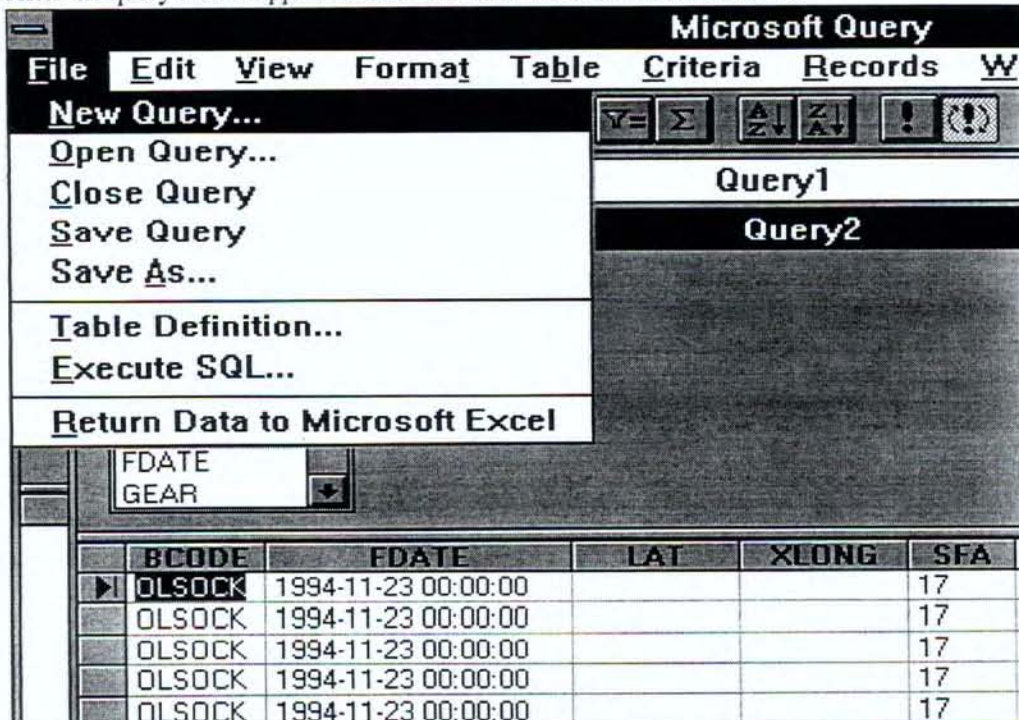 Microsoft Query
File Edit View Format Table Criteria Records W
New Query...
Open Query...
Close Query
Save Query
Save As...
Table Definition...
Execute SQL...
Return Data to Microsoft Excel
Query1
Query2
FDATE
GEAR
BCODE FDATE LAT XLONG SFA
OLSOCK 1994-11-23 00:00:00 17
OLSOCK 1994-11-23 00:00:00 17
OLSOCK 1994-11-23 00:00:00 17
OLSOCK 1994-11-23 00:00:00 17
OLSOCK 1994-11-23 00:00:00 17